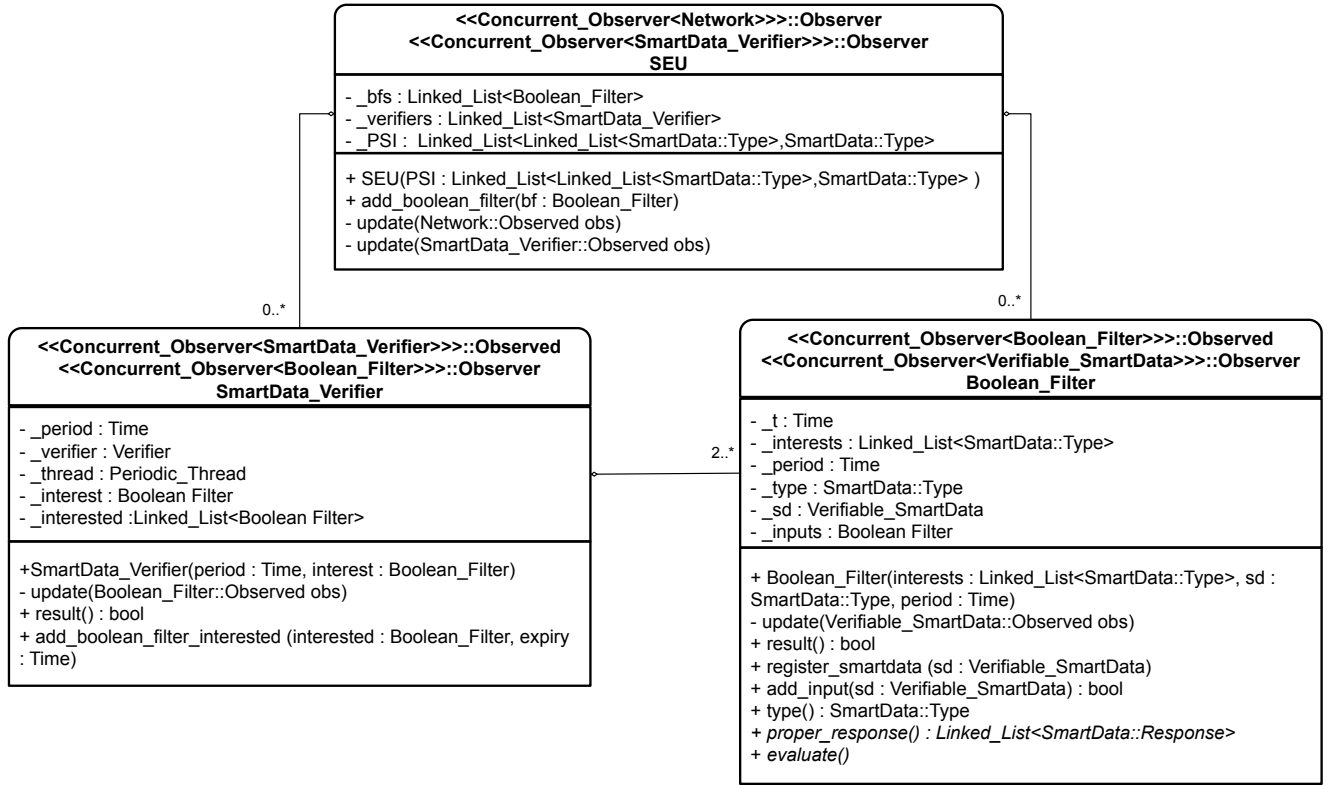 <<Concurrent_Observer<Network>>>::Observer
<<Concurrent_Observer<SmartData_Verifier>>>::Observer
SEU
- _bfs : Linked_List<Boolean_Filter>
- _verifiers : Linked_List<SmartData_Verifier>
- _PSI :  Linked_List<Linked_List<SmartData::Type>,SmartData::Type>
+ SEU(PSI : Linked_List<Linked_List<SmartData::Type>,SmartData::Type> )
+ add_boolean_filter(bf : Boolean_Filter)
- update(Network::Observed obs)
- update(SmartData_Verifier::Observed obs)
0..*
0..*
<<Concurrent_Observer<SmartData_Verifier>>>::Observed
<<Concurrent_Observer<Boolean_Filter>>>::Observer
SmartData_Verifier
- _period : Time
- _verifier : Verifier
- _thread : Periodic_Thread
- _interest : Boolean Filter
- _interested :Linked_List<Boolean Filter>
+SmartData_Verifier(period : Time, interest : Boolean_Filter)
- update(Boolean_Filter::Observed obs)
+ result() : bool
+ add_boolean_filter_interested (interested : Boolean_Filter, expiry
: Time)
2..*
<<Concurrent_Observer<Boolean_Filter>>>::Observed
<<Concurrent_Observer<Verifiable_SmartData>>>::Observer
Boolean_Filter
- _t : Time
- _interests : Linked_List<SmartData::Type>
- _period : Time
- _type : SmartData::Type
- _sd : Verifiable_SmartData
- _inputs : Boolean Filter
+ Boolean_Filter(interests : Linked_List<SmartData::Type>, sd :
SmartData::Type, period : Time)
- update(Verifiable_SmartData::Observed obs)
+ result() : bool
+ register_smartdata (sd : Verifiable_SmartData)
+ add_input(sd : Verifiable_SmartData) : bool
+ type() : SmartData::Type
+ proper_response() : Linked_List<SmartData::Response>
+ evaluate()